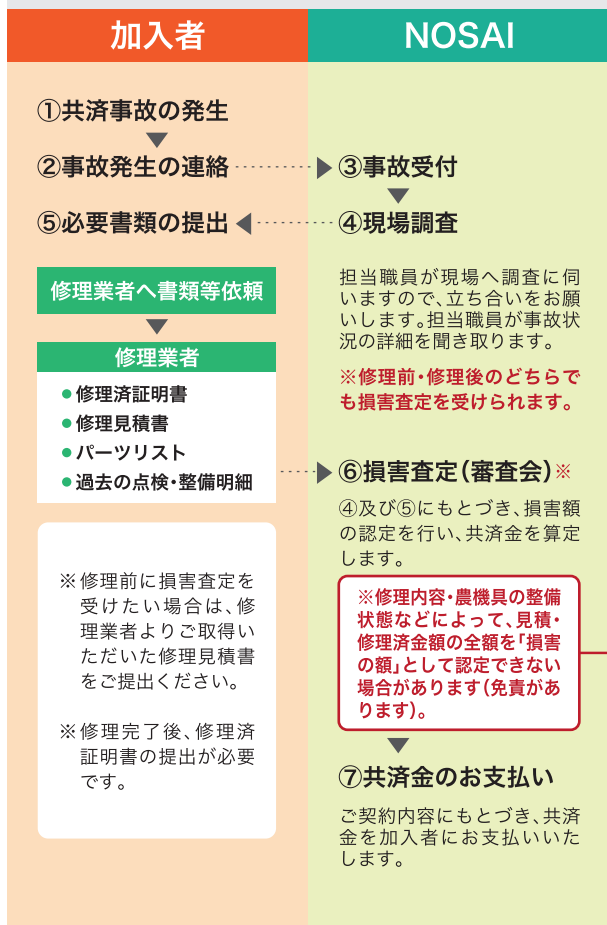 加入者
NOSAI
①共済事故の発生
②事故発生の連絡
③事故受付
⑤必要書類の提出
④現場調査
修理業者へ書類等依頼
修理業者
●修理済証明書
●修理見積書
●パーツリスト
●過去の点検・整備明細
※修理前に損害査定を
受けたい場合は、修
理業者よりご取得い
ただいた修理見積書
をご提出ください。
※修理完了後、修理済
証明書の提出が必要
です。
担当職員が現場へ調査に伺
いますので、立ち合いをお願
いします。担当職員が事故状
況の詳細を聞き取ります。
※修理前・修理後のどちらで
も損害査定を受けられます。
⑥損害査定(審査会)※
④及び⑤にもとづき、損害額
の認定を行い、共済金を算定
します。
※修理内容・農機具の整備
状態などによって、見積・
修理済金額の全額を「損害
の額」として認定できない
場合があります(免責があ
ります)。
⑦共済金のお支払い
ご契約内容にもとづき、共済
金を加入者にお支払いいた
します。